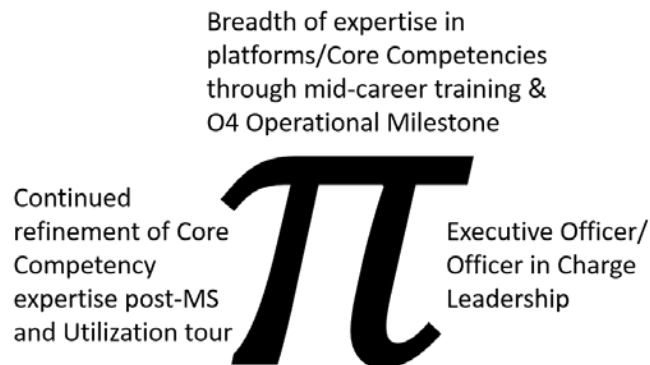 Breadth of expertise in
platforms/Core Competencies
through mid-career training &
O4 Operational Milestone
π
Continued
refinement of Core
Competency
expertise post-MS
and Utilization tour
Executive Officer/
Officer in Charge
Leadership